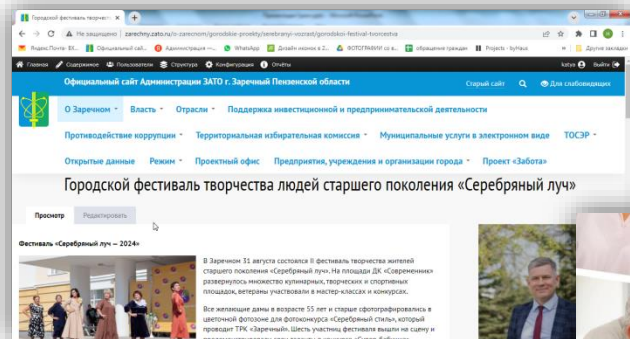 Городской фестиваль творчест
Не защищено zarechny.zato.ru/o-zarecnom/gorodskie-proekty/serebranyi-vozrast/gorodskoi-festival-tvorcestva
Яндекс.Почта Официальный сай... Администрация WhatsApp Дизайн иконок в Z... ФОТОГРАФИИ со в... обращения граждан Projects - byHaus Другие закладки
Главная Содержимое Пользователи Структура Конфигурация Отчёты katya Выйти
Официальный сайт Администрации ЗАТО г. Заречный Пензенской области Старый сайт Для слабовидящих
О Заречном Власть Отрасли Поддержка инвестиционной и предпринимательской деятельности
Противодействие коррупции Территориальная избирательная комиссия Муниципальные услуги в электронном виде ТОСЭР
Открытые данные Режим Проектный офис Предприятия, учреждения и организации города Проект «Забота»
Городской фестиваль творчества людей старшего поколения «Серебряный луч»
Просмотр Редактировать
Фестиваль «Серебряный луч – 2024»
В Заречном 31 августа состоялся II фестиваль творчества жителей
старшего поколения «Серебряный луч». На площади ДК «Современник»
развернулось множество кулинарных, творческих и спортивных
площадок, ветераны участвовали в мастер-классах и конкурсах.
Все желающие дамы в возрасте 55 лет и старше сфотографировались в
цветочной фотозоне для фотоконкурса «Серебряный стиль», который
проводит ТРК «Заречный». Шесть участниц фестиваля вышли на сцену и